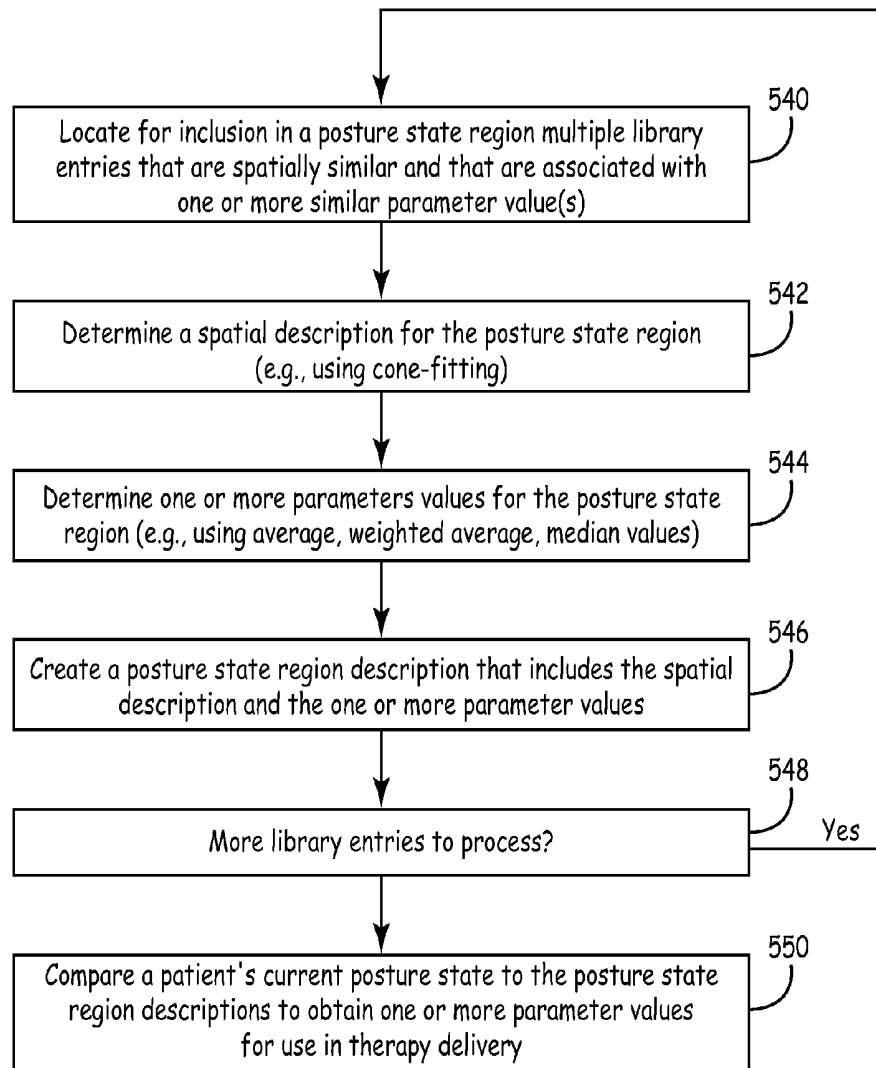 540
Locate for inclusion in a posture state region multiple library
entries that are spatially similar and that are associated with
one or more similar parameter value(s)
542
Determine a spatial description for the posture state region
(e.g., using cone-fitting)
544
Determine one or more parameters values for the posture state
region (e.g., using average, weighted average, median values)
546
Create a posture state region description that includes the spatial
description and the one or more parameter values
548
More library entries to process?
Yes
550
Compare a patient's current posture state to the posture state
region descriptions to obtain one or more parameter values
for use in therapy delivery